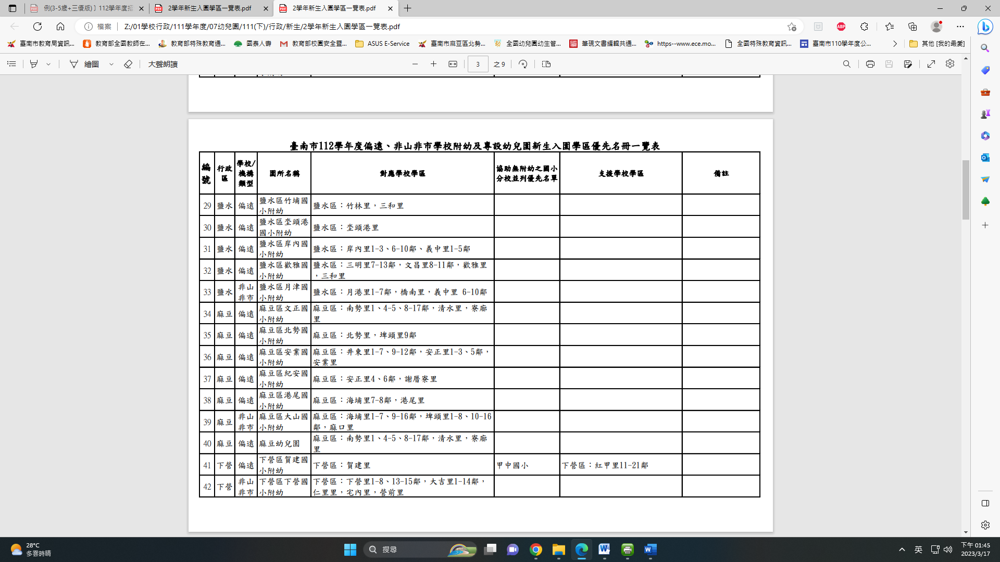 例(3-5歲+三優版)〕112學年度招
2學年新生入園學區一覽表.pdf
2學年新生入園學區一覽表.pdf
檔案
Z:/01學校行政/111學年度/07幼兒園/111(下)/行政/新生/2學年新生入園學區一覽表.pdf
臺南市教育局資訊...
教育部全國教師在...
教育部特殊教育通...
國泰人壽
教育部校園安全暨...
ASUS E-Service
臺南市麻豆區北勢...
全國幼兒園幼生管...
筆硯文書編輯共通...
https--www.ece.mo...
全國特殊教育資訊...
臺南市110學年度公...
其他 [我的最愛]
繪圖
大聲朗讀
3
之 9
臺南市112學年度偏遠、非山非市學校附幼及專設幼兒園新生入園學區優先名冊一覽表
編號 行政區 學校/機構類型 園所名稱 對應學校學區 協助無附幼之國小分校並列優先名單 支援學校學區 備註
29 鹽水 偏遠 鹽水區竹埔國小附幼 鹽水區：竹林里，三和里
30 鹽水 偏遠 鹽水區坔頭港國小附幼 鹽水區：坔頭港里
31 鹽水 偏遠 鹽水區岸內國小附幼 鹽水區：岸內里1-3、6-10鄰、義中里1-5鄰
32 鹽水 偏遠 鹽水區歡雅國小附幼 鹽水區：三明里7-13鄰，文昌里8-11鄰，歡雅里，三和里
33 鹽水 非山非市 鹽水區月津國小附幼 鹽水區：月港里1-7鄰，橋南里，義中里 6-10鄰
34 麻豆 偏遠 麻豆區文正國小附幼 麻豆區：南勢里1、4-5、8-17鄰，清水里，寮廍里
35 麻豆 偏遠 麻豆區北勢國小附幼 麻豆區：北勢里，埤頭里9鄰
36 麻豆 偏遠 麻豆區安業國小附幼 麻豆區：井東里1-7、9-12鄰，安正里1-3、5鄰，安業里
37 麻豆 偏遠 麻豆區紀安國小附幼 麻豆區：安正里4、6鄰，謝厝寮里
38 麻豆 偏遠 麻豆區港尾國小附幼 麻豆區：海埔里7-8鄰，港尾里
39 麻豆 非山非市 麻豆區大山國小附幼 麻豆區：海埔里1-7、9-16鄰，埤頭里1-8、10-16鄰，麻口里
40 麻豆 偏遠 麻豆幼兒園 麻豆區：南勢里1、4-5、8-17鄰，清水里，寮廍里
41 下營 偏遠 下營區賀建國小附幼 下營區：賀建里 甲中國小 下營區：紅甲里11-21鄰
42 下營 非山非市 下營區下營國小附幼 下營區：下營里1-8、13-15鄰，大吉里1-14鄰，仁里里，宅內里，營前里
28°C
多雲時晴
搜尋
英
下午 01:45
2023/3/17